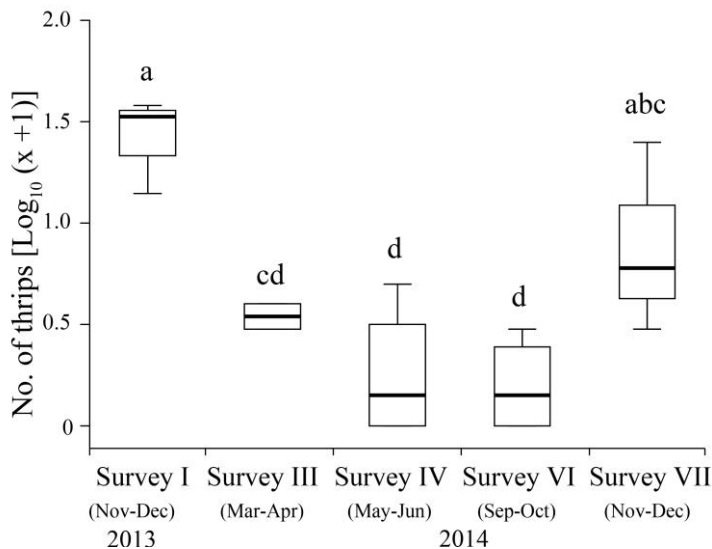 No. of thrips [Log₁₀ (x +1)]
2.0
1.5
1.0
0.5
0
a
cd
d
d
abc
Survey I Survey III Survey IV Survey VI Survey VII
(Nov-Dec) (Mar-Apr) (May-Jun) (Sep-Oct) (Nov-Dec)
2013 2014